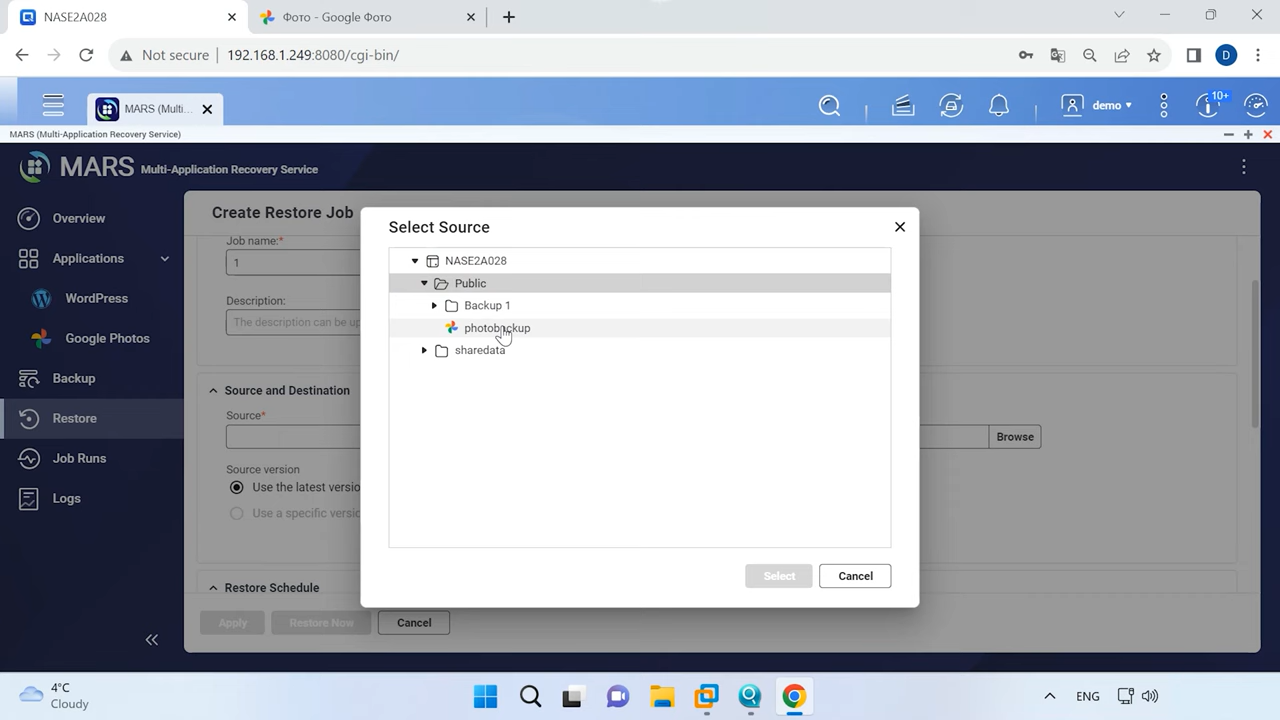 NASE2A028
Фото - Google Фото
Not secure
192.168.1.249:8080/cgi-bin/
D
MARS (Multi...
demo
10+
MARS (Multi-Application Recovery Service)
MARS Multi-Application Recovery Service
Overview
Applications
WordPress
Google Photos
Backup
Restore
Job Runs
Logs
Create Restore Job
Job name:*
1
Description:
The description can be up
Source and Destination
Source*
Browse
Source version
Use the latest versio
Use a specific versio
Restore Schedule
Apply
Restore Now
Cancel
Select Source
NASE2A028
Public
Backup 1
photobackup
sharedata
Select
Cancel
4°C
Cloudy
ENG